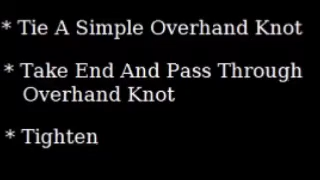 * Tie A Simple Overhand Knot
* Take End And Pass Through
Overhand Knot
* Tighten